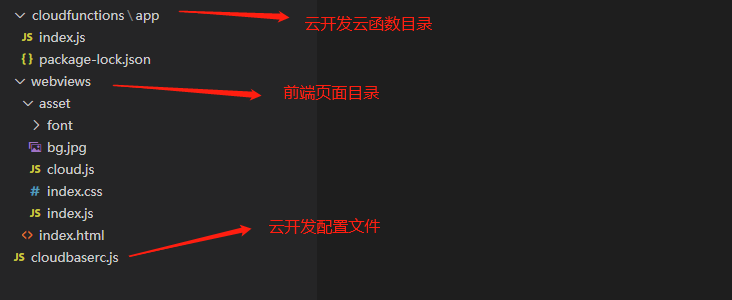 cloudfunctions\app
云开发云函数目录
JS index.js
{} package-lock.json
webviews
前端页面目录
asset
font
bg.jpg
JS cloud.js
# index.css
JS index.js
<> index.html
云开发配置文件
JS cloudbaserc.js